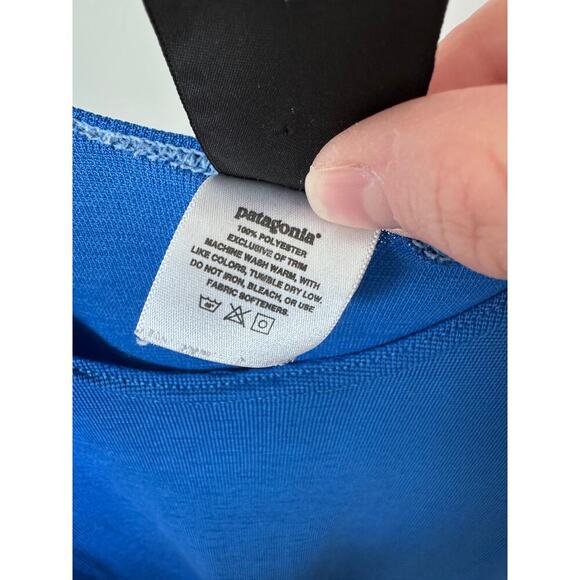 patagonia®
100% POLYESTER
EXCLUSIVE OF TRIM
MACHINE WASH WARM, WITH
LIKE COLORS, TUMBLE DRY LOW.
DO NOT IRON, BLEACH, OR USE
FABRIC SOFTENERS.